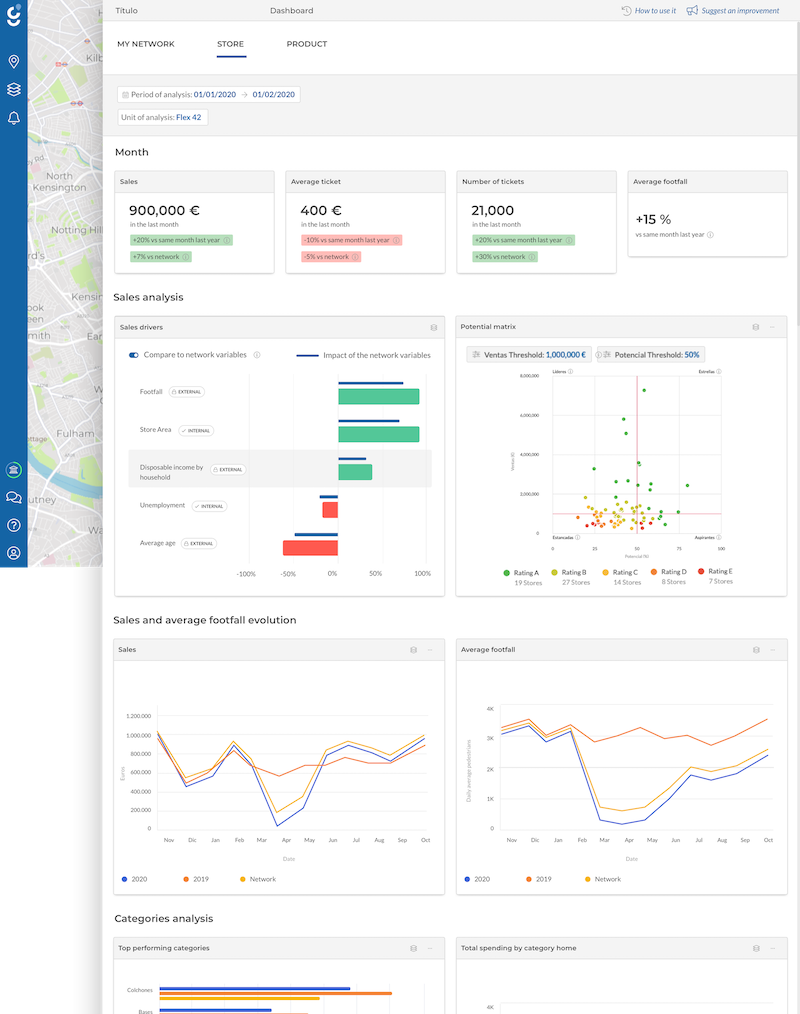 Título
Dashboard
How to use it
Suggest an improvement
MY NETWORK
STORE
PRODUCT
Period of analysis: 01/01/2020 → 01/02/2020
Unit of analysis: Flex 42
Month
Sales
900,000 €
in the last month
+20% vs same month last year
+7% vs network
Average ticket
400 €
in the last month
-10% vs same month last year
-5% vs network
Number of tickets
21,000
in the last month
+20% vs same month last year
+30% vs network
Average footfall
+15 %
vs same month last year
Sales analysis
Sales drivers
Compare to network variables
Impact of the network variables
Footfall
EXTERNAL
Store Area
INTERNAL
Disposable income by
household
EXTERNAL
Unemployment
INTERNAL
Average age
EXTERNAL
-100%
-50%
0%
50%
100%
Potential matrix
Ventas Threshold: 1,000,000 €
Potencial Threshold: 50%
Líderes
Estrellas
8,000,000
6,000,000
4,000,000
2,000,000
0
Ventas (€)
Estancadas
Aspirantes
0
25
50
75
100
Potencial (%)
Rating A
19 Stores
Rating B
27 Stores
Rating C
14 Stores
Rating D
8 Stores
Rating E
7 Stores
Sales and average footfall evolution
Sales
1,200.000
1,000.000
800.000
600.000
400.000
200.000
0
Euros
Nov
Dic
Jan
Feb
Mar
Apr
May
Jun
Jul
Aug
Sep
Oct
Date
2020
2019
Network
Average footfall
4K
3K
2K
1K
0
Daily average pedestrians
Nov
Dic
Jan
Feb
Mar
Apr
May
Jun
Jul
Aug
Sep
Oct
Date
2020
2019
Network
Categories analysis
Top performing categories
Colchones
Bases
Total spending by category home
4K
Kilb
North
Kensington
Notting Hill
Kensin
Fulham
utney